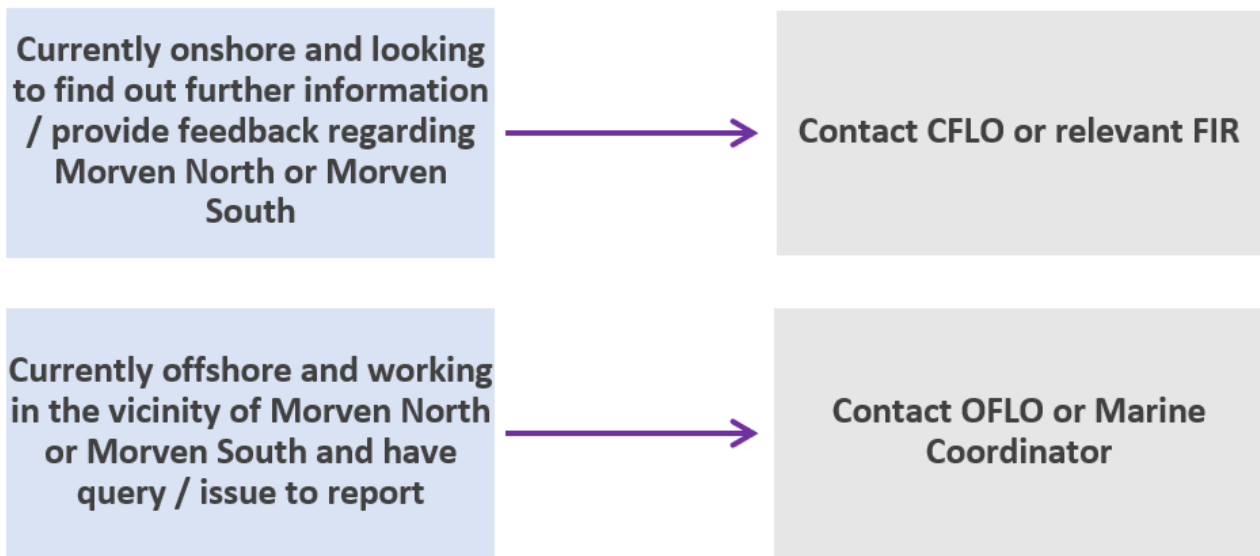 Currently onshore and looking
to find out further information
/ provide feedback regarding
Morven North or Morven
South
Contact CFLO or relevant FIR
Currently offshore and working
in the vicinity of Morven North
or Morven South and have
query / issue to report
Contact OFLO or Marine
Coordinator